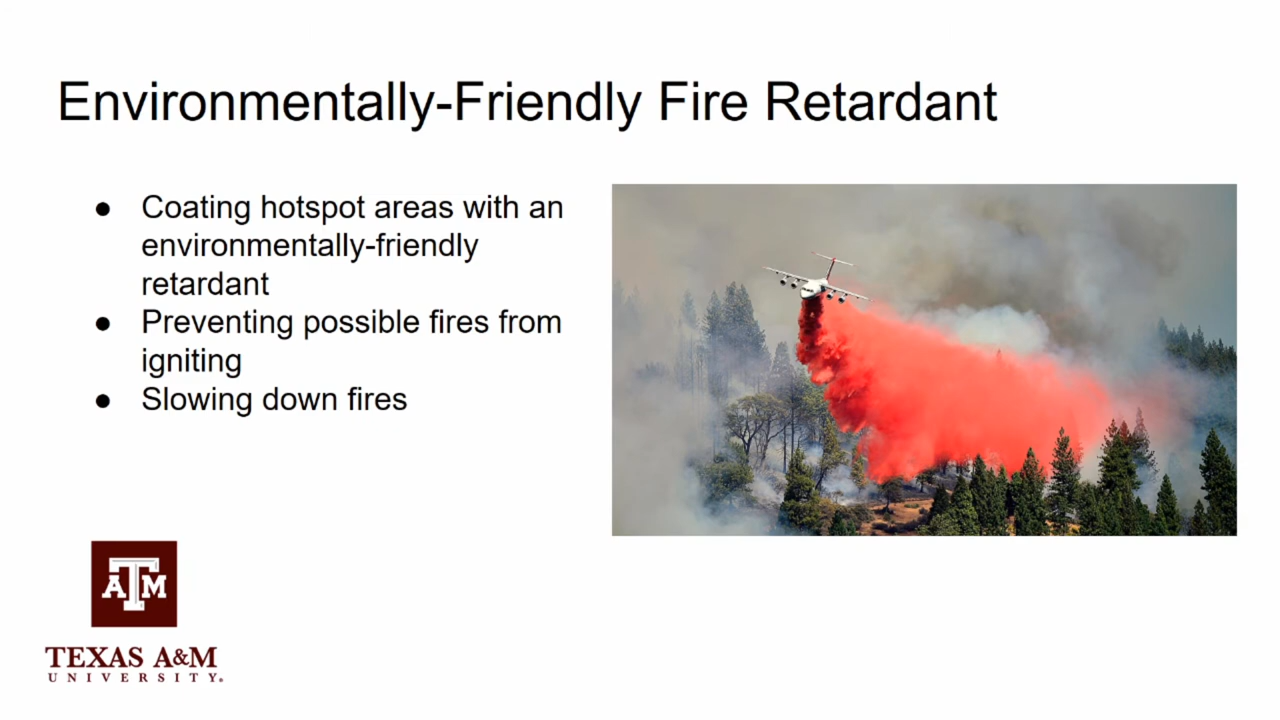 Environmentally-Friendly Fire Retardant
● Coating hotspot areas with an
environmentally-friendly
retardant
● Preventing possible fires from
igniting
● Slowing down fires
ATM
TEXAS A&M
UNIVERSITY®